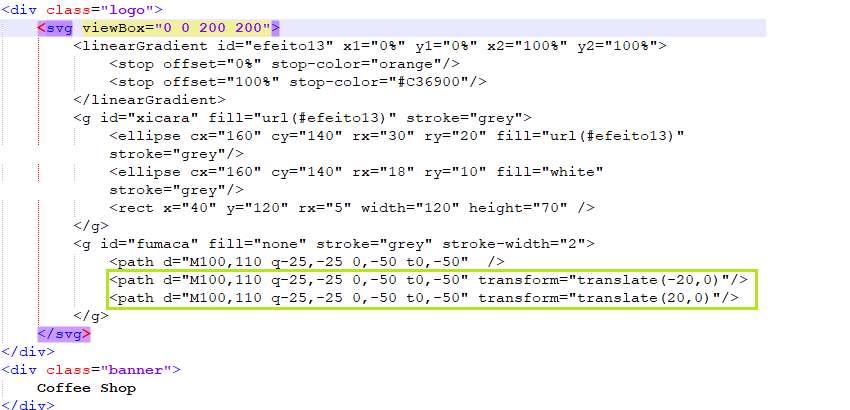 <div class="logo">
<svg viewBox="0 0 200 200">
<linearGradient id="efeito13" x1="0%" y1="0%" x2="100%" y2="100%">
<stop offset="0%" stop-color="orange"/>
<stop offset="100%" stop-color="#C36900"/>
</linearGradient>
<g id="xicara" fill="url(#efeito13)" stroke="grey">
<ellipse cx="160" cy="140" rx="30" ry="20" fill="url(#efeito13)"
stroke="grey"/>
<ellipse cx="160" cy="140" rx="18" ry="10" fill="white"
stroke="grey"/>
<rect x="40" y="120" rx="5" width="120" height="70" />
</g>
<g id="fumaca" fill="none" stroke="grey" stroke-width="2">
<path d="M100,110 q-25,-25 0,-50 t0,-50"  />
<path d="M100,110 q-25,-25 0,-50 t0,-50" transform="translate(-20,0)"/>
<path d="M100,110 q-25,-25 0,-50 t0,-50" transform="translate(20,0)"/>
</g>
</svg>
</div>
<div class="banner">
Coffee Shop
</div>